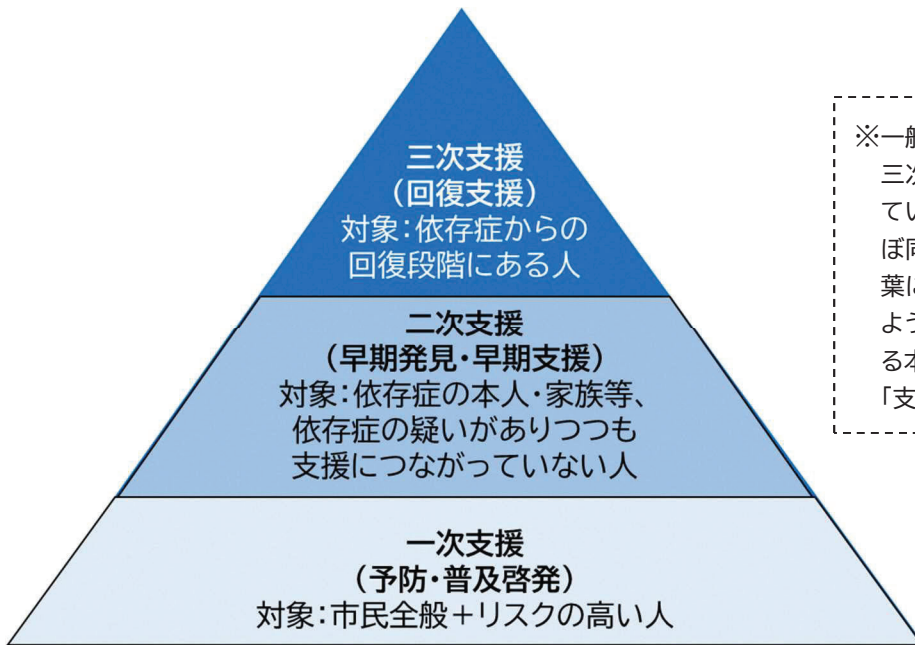 三次支援
(回復支援)
対象:依存症からの
回復段階にある人
二次支援
(早期発見・早期支援)
対象:依存症の本人・家族等、
依存症の疑いがありつつも
支援につながっていない人
一次支援
(予防・普及啓発)
対象:市民全般+リスクの高い人
※一般
三次
てい
ぼ同
葉に
よう
る本
「支